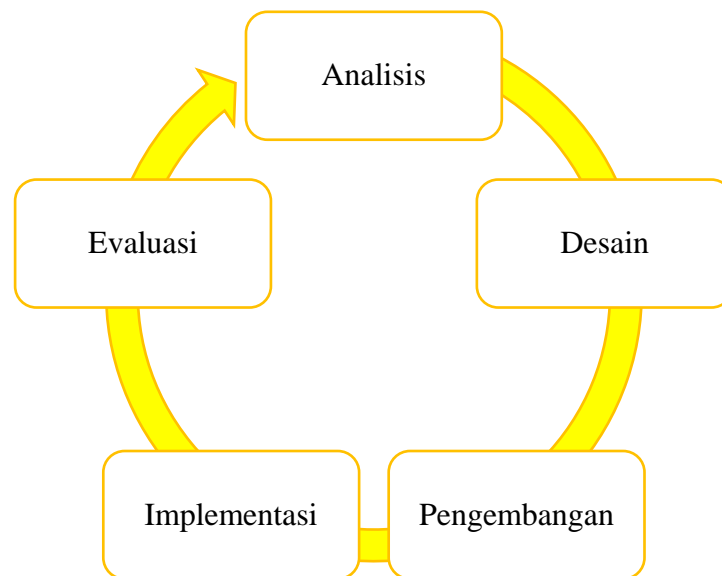 Analisis
Desain
Pengembangan
Implementasi
Evaluasi